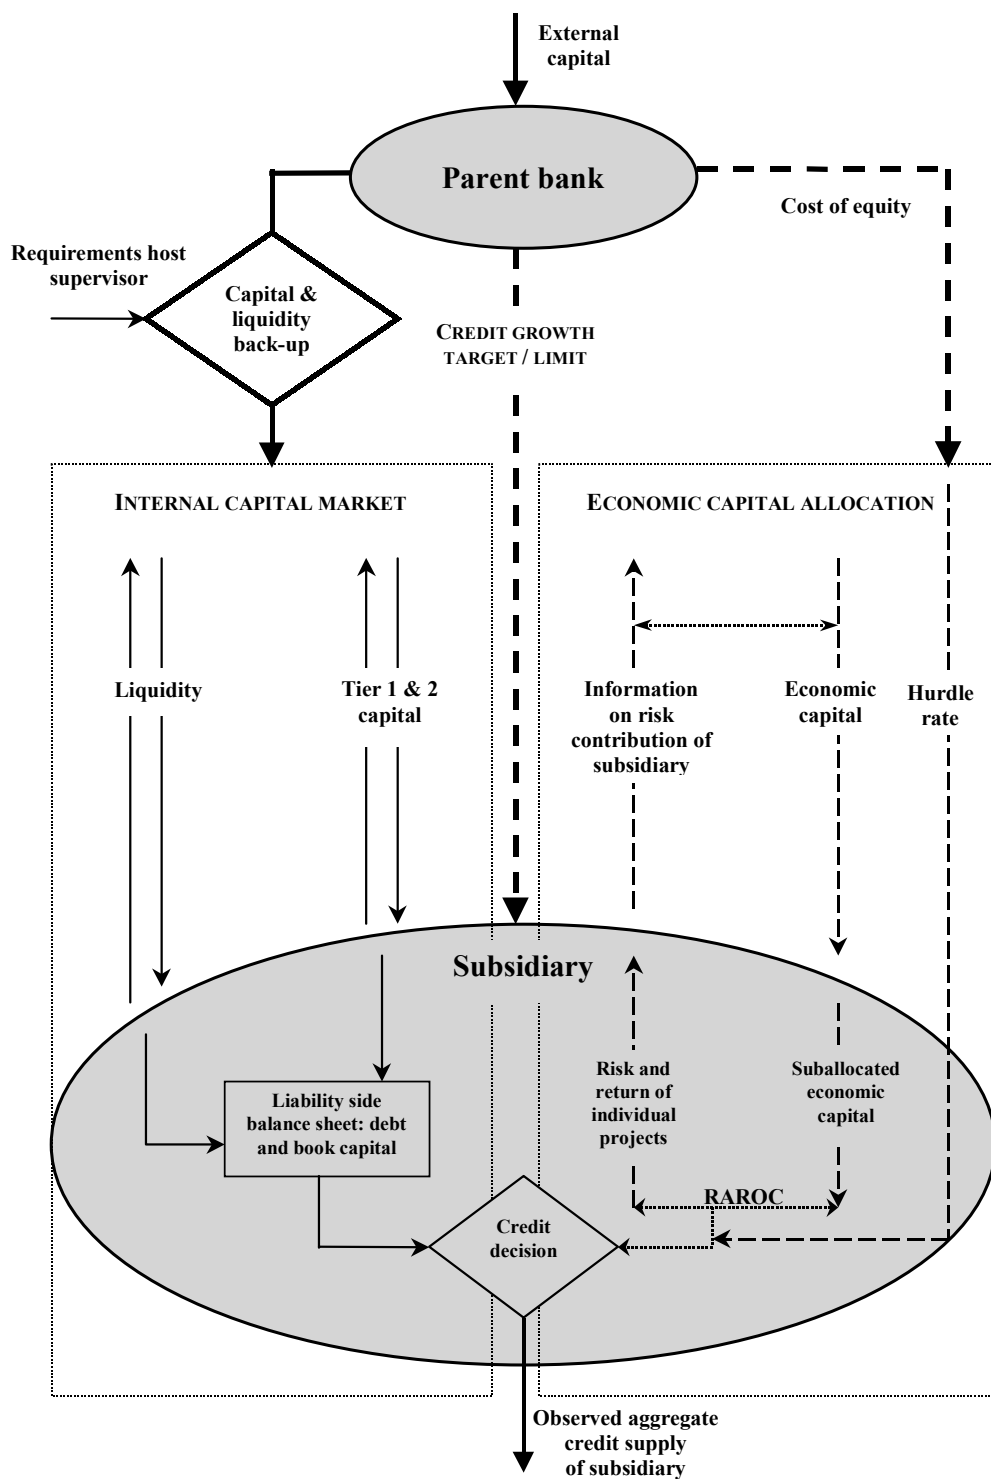 External
capital
Parent bank
Cost of equity
Requirements host
supervisor
Capital &
liquidity
back-up
CREDIT GROWTH
TARGET / LIMIT
INTERNAL CAPITAL MARKET
ECONOMIC CAPITAL ALLOCATION
Liquidity
Tier 1 & 2
capital
Information
on risk
contribution of
subsidiary
Economic
capital
Hurdle
rate
Subsidiary
Liability side
balance sheet: debt
and book capital
Risk and
return of
individual
projects
Suballocated
economic
capital
RAROC
Credit
decision
Observed aggregate
credit supply
of subsidiary